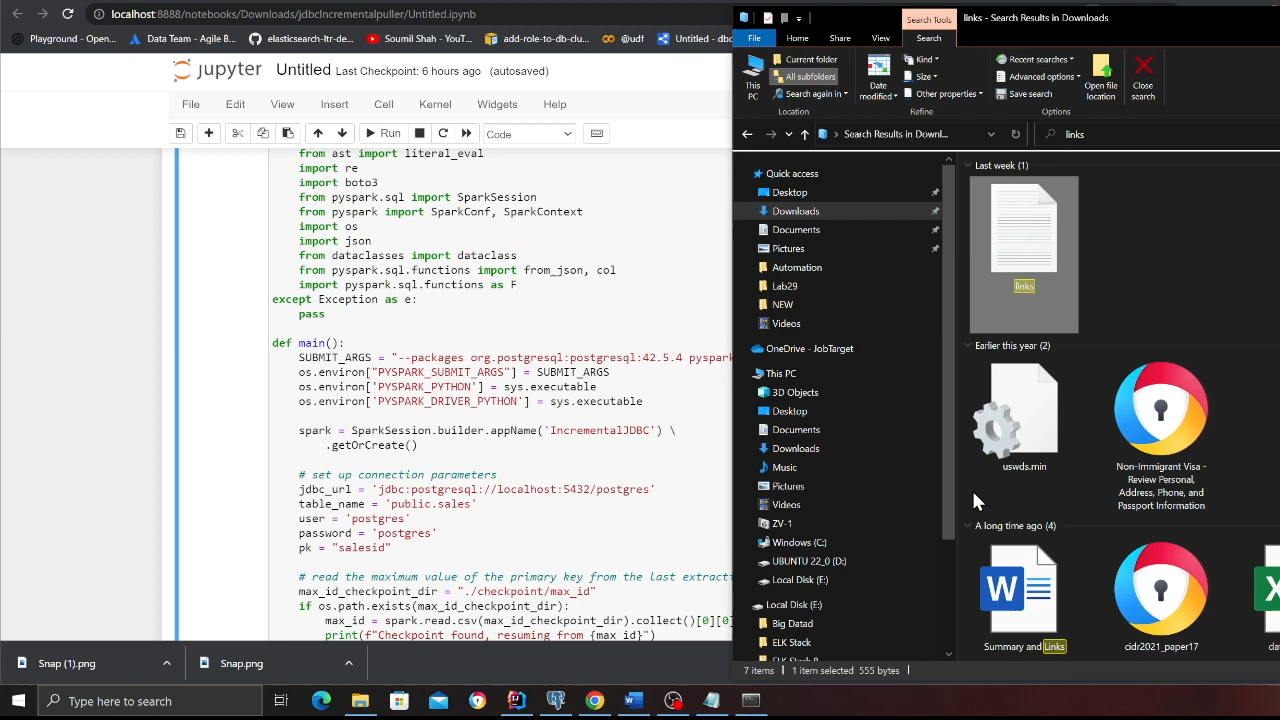 localhost:8888/notebooks/Downloads/jdbcIncrementalpuller/Untitled.ipynb
Playground - Open...
Data Team - Agile B...
elasticsearch-ltr-de...
Soumil Shah - YouT...
add-role-to-db-clu...
@udf
Untitled - dbc
jupyter
Untitled
Last Checkpoint: 6 hours ago
(autosaved)
File
Edit
View
Insert
Cell
Kernel
Widgets
Help
Run
Code
from ast import literal_eval
import re
import boto3
from pyspark.sql import SparkSession
from pyspark import SparkConf, SparkContext
import os
import json
from dataclasses import dataclass
from pyspark.sql.functions import from_json, col
import pyspark.sql.functions as F
except Exception as e:
pass
def main():
SUBMIT_ARGS = "--packages org.postgresql:postgresql:42.5.4 pyspark
os.environ["PYSPARK_SUBMIT_ARGS"] = SUBMIT_ARGS
os.environ['PYSPARK_PYTHON'] = sys.executable
os.environ['PYSPARK_DRIVER_PYTHON'] = sys.executable
spark = SparkSession.builder.appName('IncrementalJDBC') \
.getOrCreate()
# set up connection parameters
jdbc_url = 'jdbc:postgresql://localhost:5432/postgres'
table_name = 'public.sales'
user = 'postgres'
password = 'postgres'
pk = "salesid"
# read the maximum value of the primary key from the last extracti
max_id_checkpoint_dir = "./checkpoint/max_id"
if os.path.exists(max_id_checkpoint_dir):
max_id = spark.read.csv(max_id_checkpoint_dir).collect()[0][0]
print(f"Checkpoint found, resuming from {max_id}")
Snap (1).png
Snap.png
Type here to search
Search Tools
links - Search Results in Downloads
File
Home
Share
View
Search
This PC
Current folder
All subfolders
Search again in
Location
Date modified
Kind
Size
Other properties
Refine
Recent searches
Advanced options
Save search
Options
Open file location
Close search
Search Results in Downl...
links
Quick access
Desktop
Downloads
Documents
Pictures
Automation
Lab29
NEW
Videos
OneDrive - JobTarget
This PC
3D Objects
Desktop
Documents
Downloads
Music
Pictures
Videos
ZV-1
Windows (C:)
UBUNTU 22_0 (D:)
Local Disk (E:)
Local Disk (E:)
Big Datad
ELK Stack
Last week (1)
links
Earlier this year (2)
uswds.min
Non-Immigrant Visa -
Review Personal,
Address, Phone, and
Passport Information
A long time ago (4)
Summary and Links
cidr2021_paper17
7 items
1 item selected 555 bytes